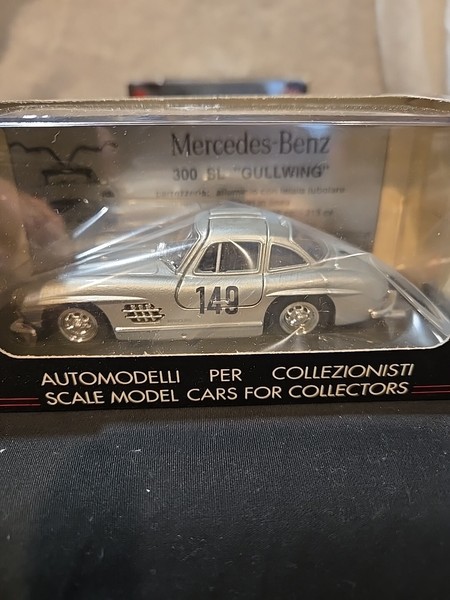 Mercedes-Benz
300 SL "GULLWING"
149
AUTOMODELLI PER COLLEZIONISTI
SCALE MODEL CARS FOR COLLECTORS